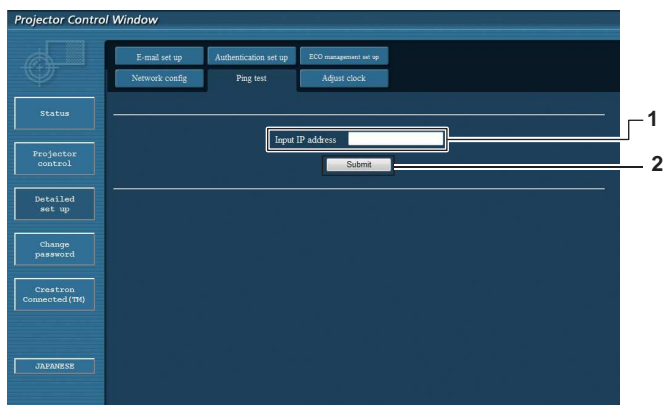 Projector Control Window
E-mail set up
Authentication set up
ECO management set up
Network config
Ping test
Adjust clock
Status
Projector
control
Detailed
set up
Change
password
Crestron
Connected(TM)
JAPANESE
Input IP address
Submit
1
2